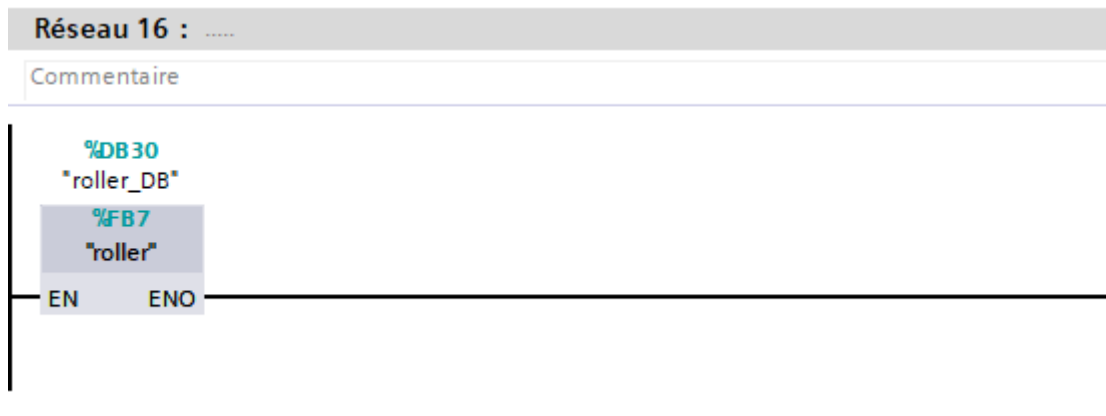 Réseau 16 : .....
Commentaire
%DB30
"roller_DB"
%FB7
"roller"
EN ENO